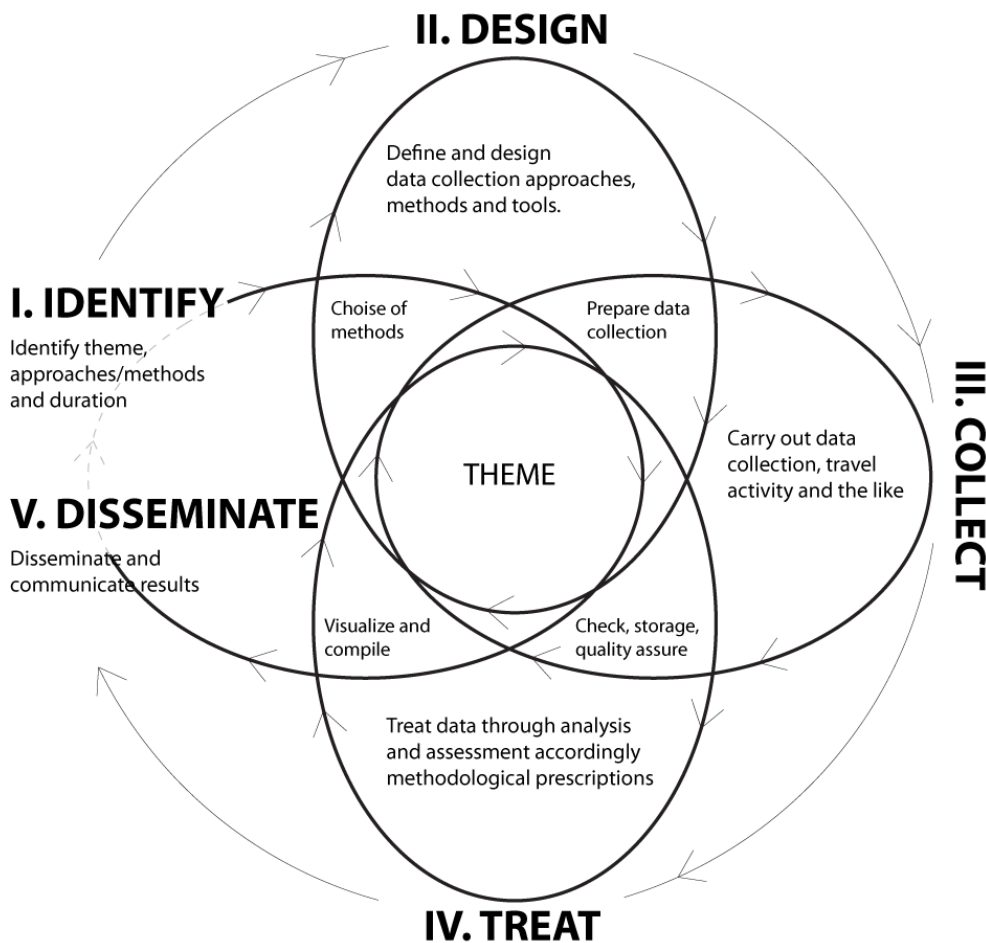 II. DESIGN
Define and design
data collection approaches,
methods and tools.
I. IDENTIFY
Identify theme,
approaches/methods
and duration
Choise of
methods
Prepare data
collection
THEME
III. COLLECT
Carry out data
collection, travel
activity and the like
V. DISSEMINATE
Disseminate and
communicate results
Visualize and
compile
Check, storage,
quality assure
Treat data through analysis
and assessment accordingly
methodological prescriptions
IV. TREAT